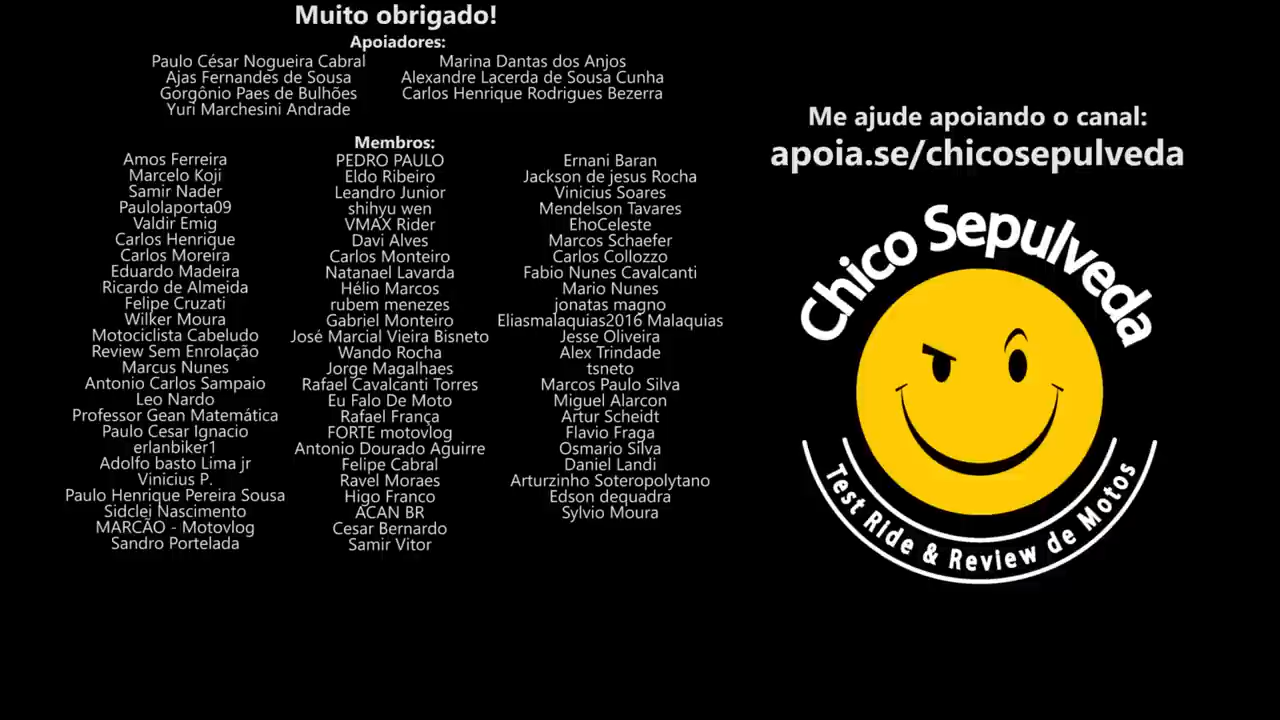 Muito obrigado!
Apoiadores:
Paulo César Nogueira Cabral
Ajas Fernandes de Sousa
Gorgônio Paes de Bulhões
Yuri Marchesini Andrade
Marina Dantas dos Anjos
Alexandre Lacerda de Sousa Cunha
Carlos Henrique Rodrigues Bezerra
Membros:
Amos Ferreira
Marcelo Koji
Samir Nader
Paulolaporta09
Valdir Emig
Carlos Henrique
Carlos Moreira
Eduardo Madeira
Ricardo de Almeida
Felipe Cruzati
Wilker Moura
Motociclista Cabeludo
Review Sem Enrolação
Marcus Nunes
Antonio Carlos Sampaio
Leo Nardo
Professor Gean Matemática
Paulo Cesar Ignacio
erlanbiker1
Adolfo basto Lima jr
Vinicius P.
Paulo Henrique Pereira Sousa
Sidclei Nascimento
MARCÃO - Motovlog
Sandro Portelada
PEDRO PAULO
Eldo Ribeiro
Leandro Junior
shihyu wen
VMAX Rider
Davi Alves
Carlos Monteiro
Natanael Lavarda
Hélio Marcos
rubem menezes
Gabriel Monteiro
José Marcial Vieira Bisneto
Wando Rocha
Jorge Magalhaes
Rafael Cavalcanti Torres
Eu Falo De Moto
Rafael França
FORTE motovlog
Antonio Dourado Aguirre
Felipe Cabral
Ravel Moraes
Higo Franco
ACAN BR
Cesar Bernardo
Samir Vitor
Ernani Baran
Jackson de jesus Rocha
Vinicius Soares
Mendelson Tavares
EhoCeleste
Marcos Schaefer
Carlos Collozzo
Fabio Nunes Cavalcanti
Mario Nunes
jonatas magno
Eliasmalaquias2016 Malaquias
Jesse Oliveira
Alex Trindade
tsneto
Marcos Paulo Silva
Miguel Alarcon
Artur Scheidt
Flavio Fraga
Osmario Silva
Daniel Landi
Arturzinho Soteropolytano
Edson dequadra
Sylvio Moura
Me ajude apoiando o canal:
apoia.se/chicosepulveda
Chico Sepulveda
Test Ride & Review de Motos